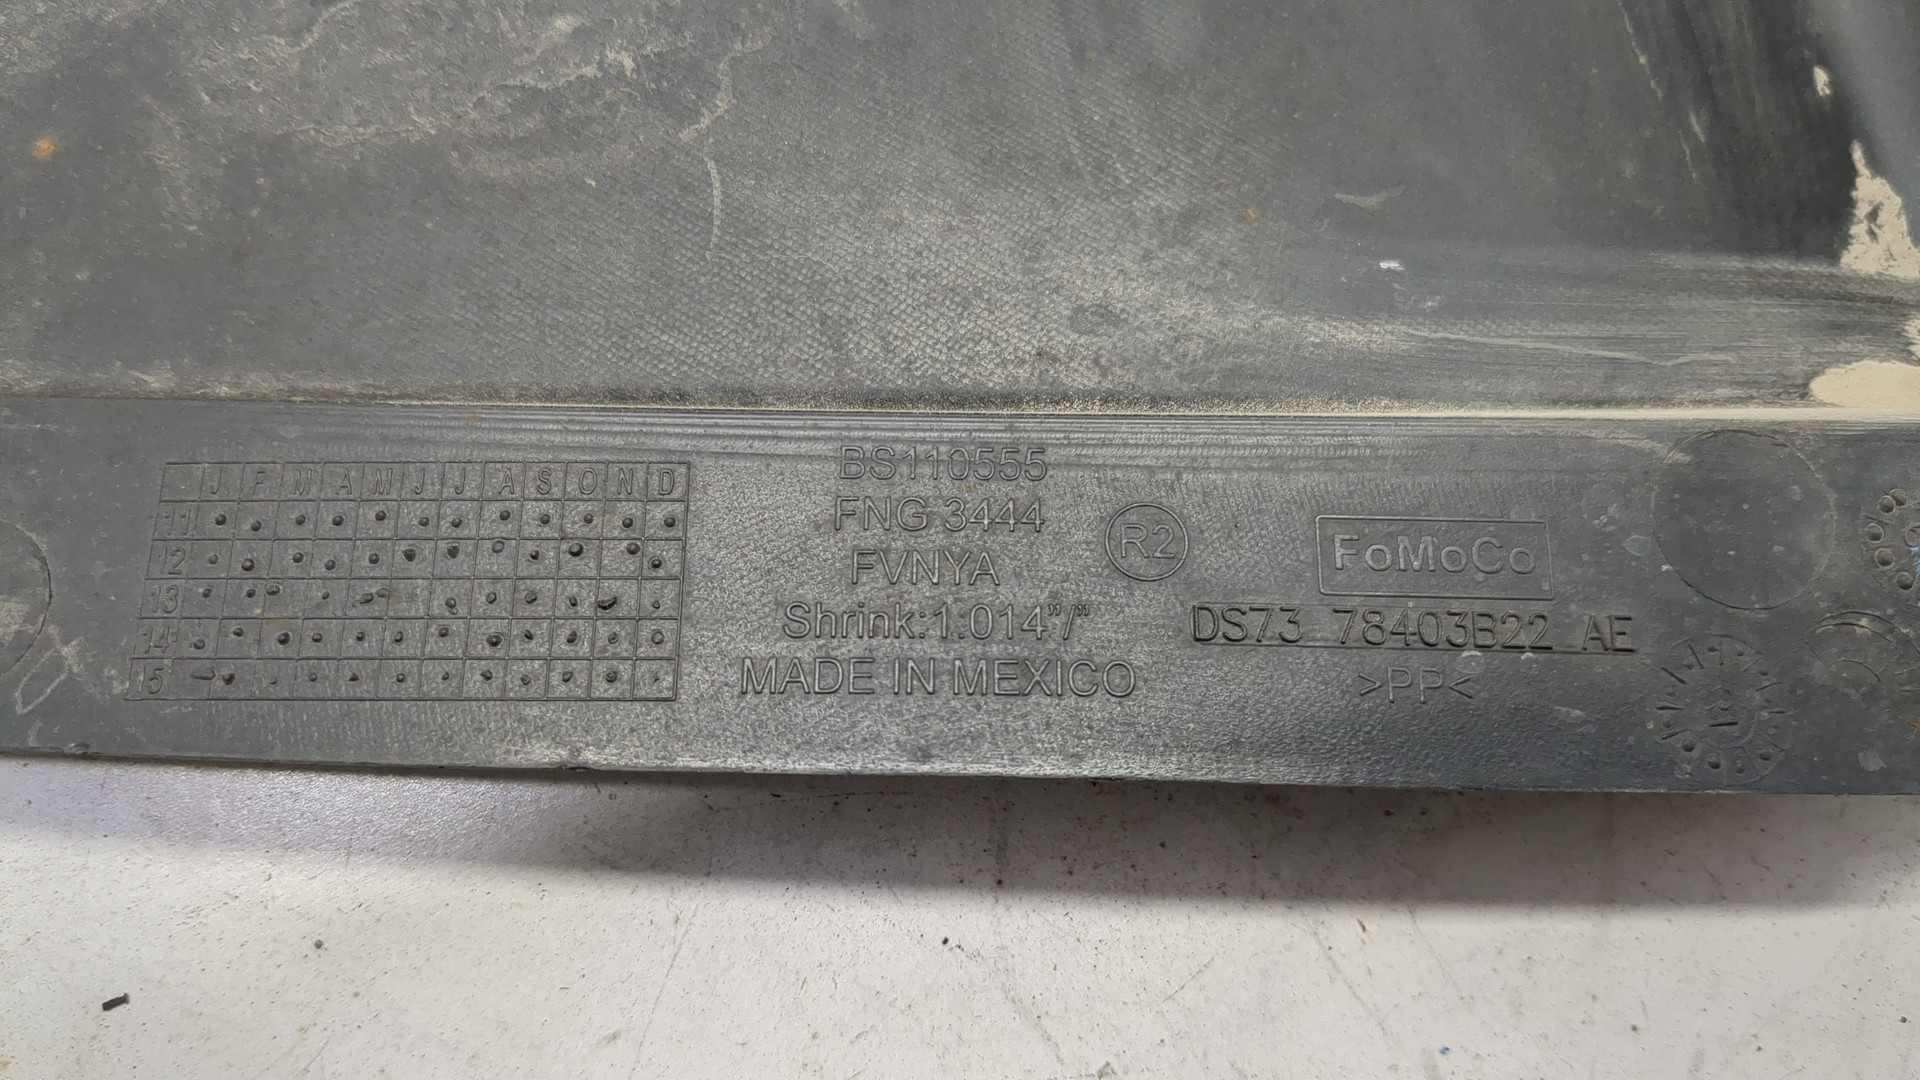 J F M A M J J A S O N D
11
12
13
14
15
BS110555
FNG 3444
FVNYA
Shrink:1.014"/"
MADE IN MEXICO
R2
FoMoCo
DS73 78403B22 AE
>PP<